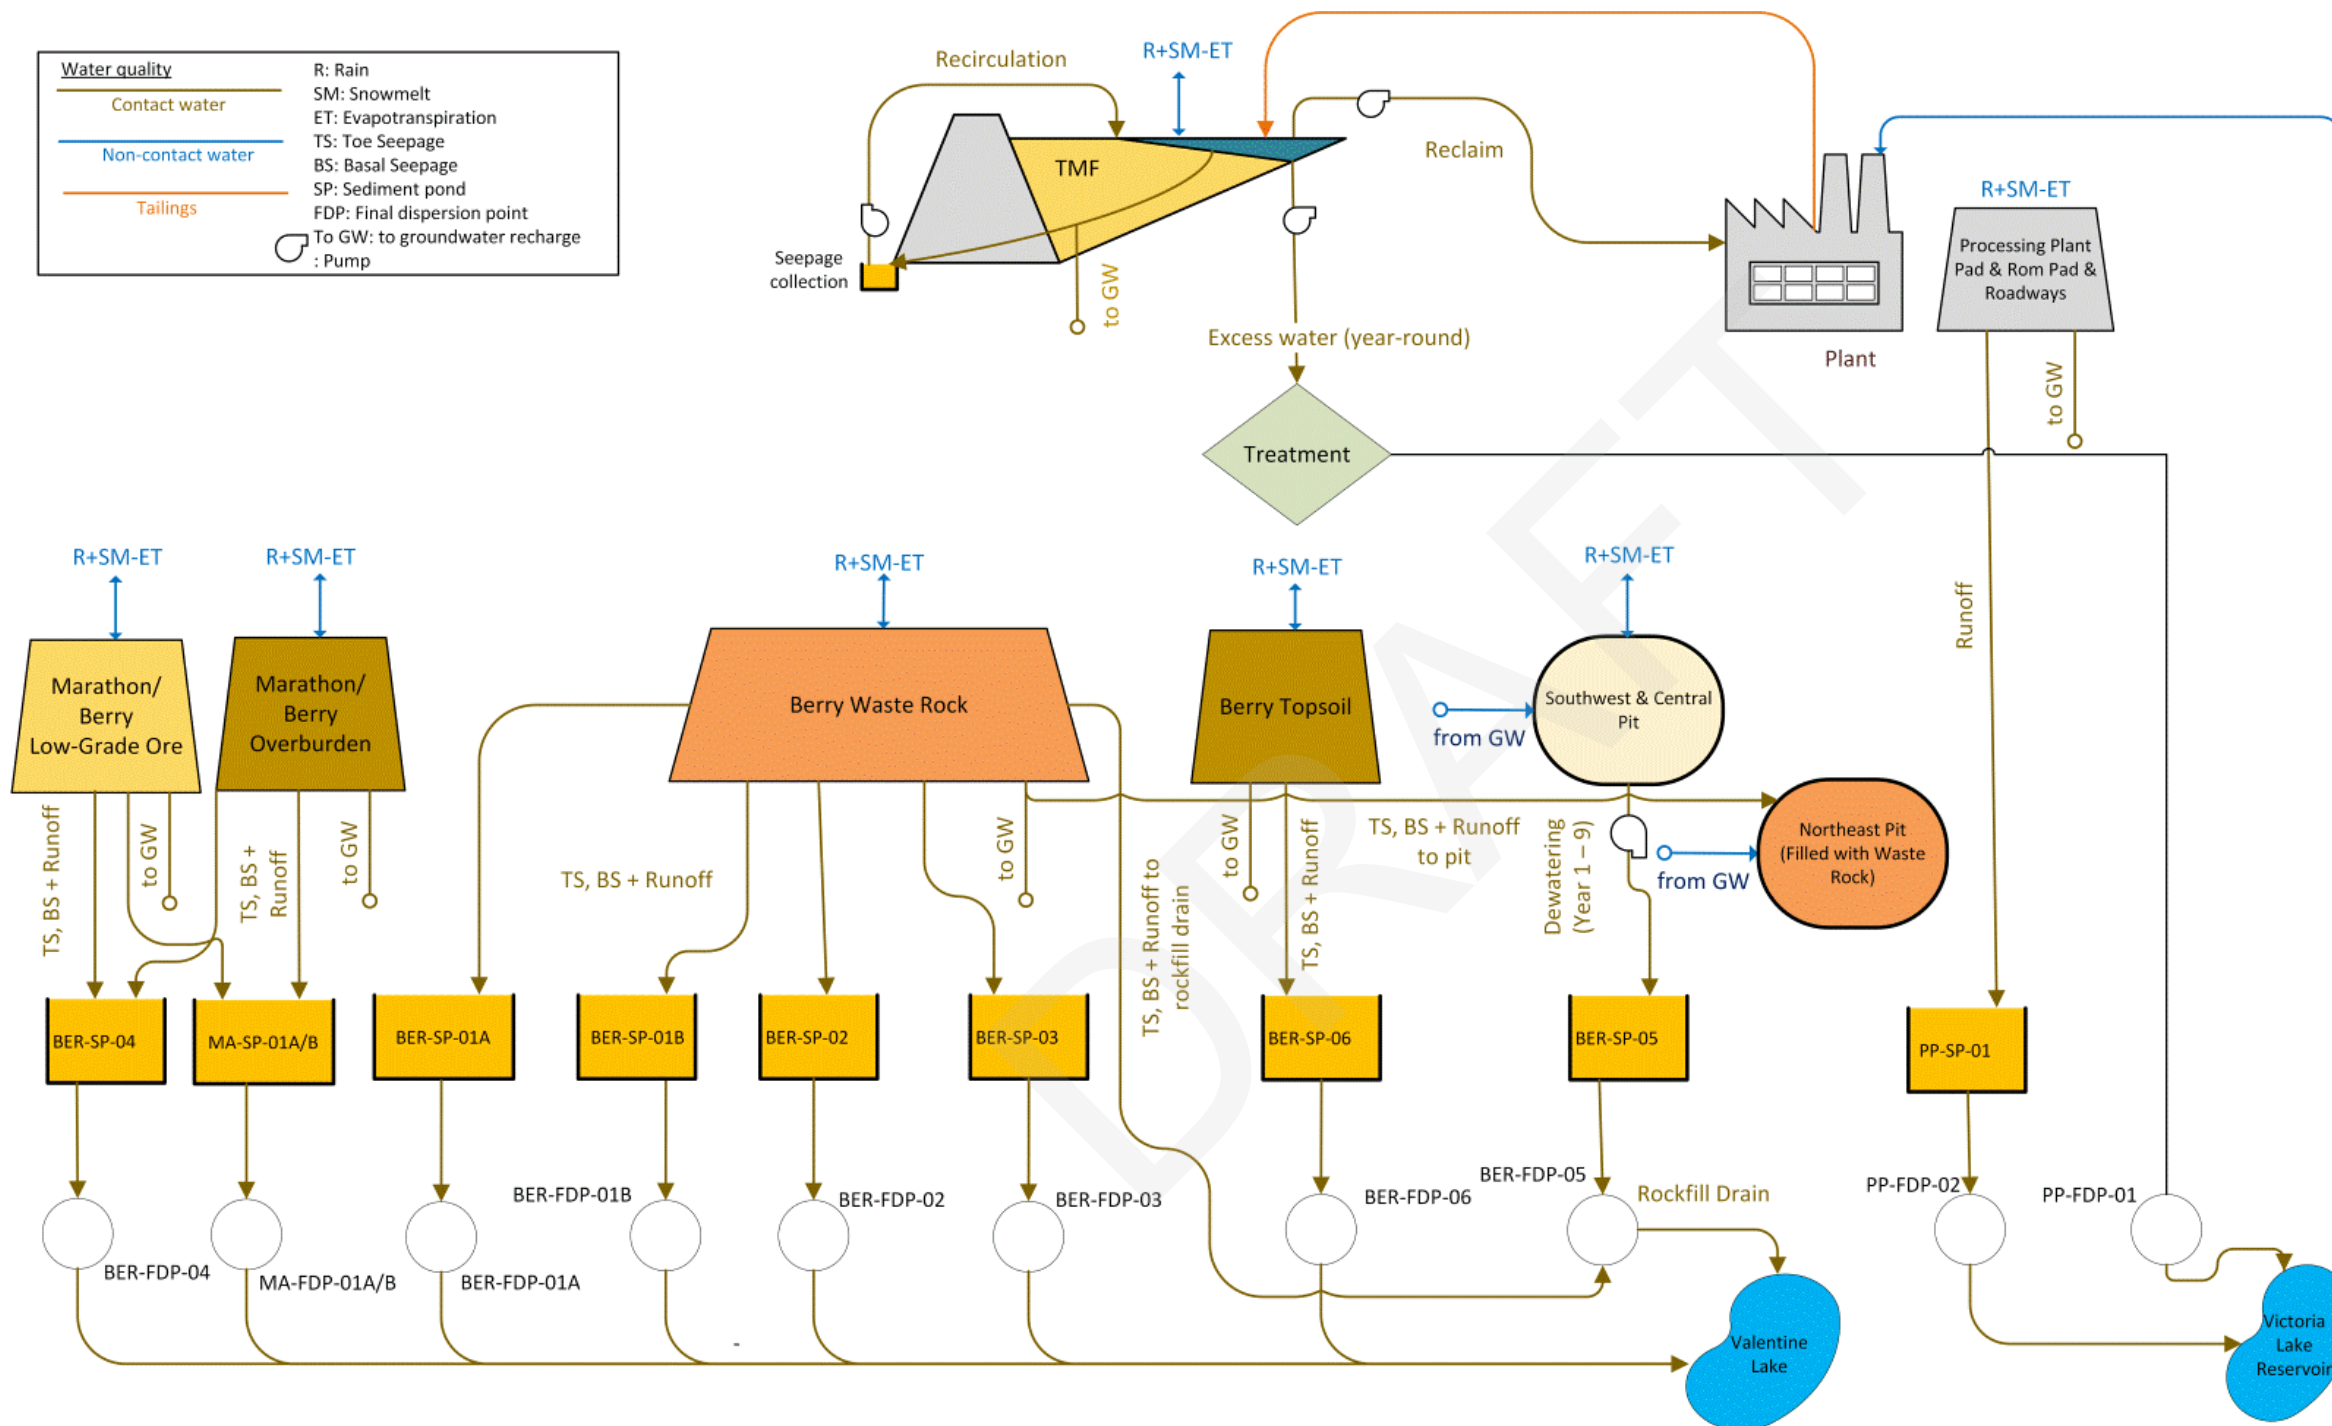 Water quality
Contact water
Non-contact water
Tailings
R: Rain
SM: Snowmelt
ET: Evapotranspiration
TS: Toe Seepage
BS: Basal Seepage
SP: Sediment pond
FDP: Final dispersion point
To GW: to groundwater recharge
: Pump
Recirculation
R+SM-ET
TMF
Reclaim
Seepage
collection
to GW
Excess water (year-round)
Treatment
Plant
R+SM-ET
Processing Plant
Pad & Rom Pad &
Roadways
to GW
Runoff
R+SM-ET
R+SM-ET
R+SM-ET
R+SM-ET
R+SM-ET
Marathon/
Berry
Low-Grade Ore
Marathon/
Berry
Overburden
Berry Waste Rock
Berry Topsoil
Southwest & Central
Pit
from GW
Northeast Pit
(Filled with Waste
Rock)
from GW
TS, BS + Runoff
to GW
TS, BS +
Runoff
to GW
TS, BS + Runoff
to GW
TS, BS + Runoff to
rockfill drain
to GW
TS, BS + Runoff
TS, BS + Runoff
to pit
Dewatering
(Year 1 – 9)
BER-SP-04
MA-SP-01A/B
BER-SP-01A
BER-SP-01B
BER-SP-02
BER-SP-03
BER-SP-06
BER-SP-05
PP-SP-01
BER-FDP-04
MA-FDP-01A/B
BER-FDP-01A
BER-FDP-01B
BER-FDP-02
BER-FDP-03
BER-FDP-06
BER-FDP-05
Rockfill Drain
PP-FDP-02
PP-FDP-01
-
Valentine
Lake
Victoria
Lake
Reservoir
DRAFT